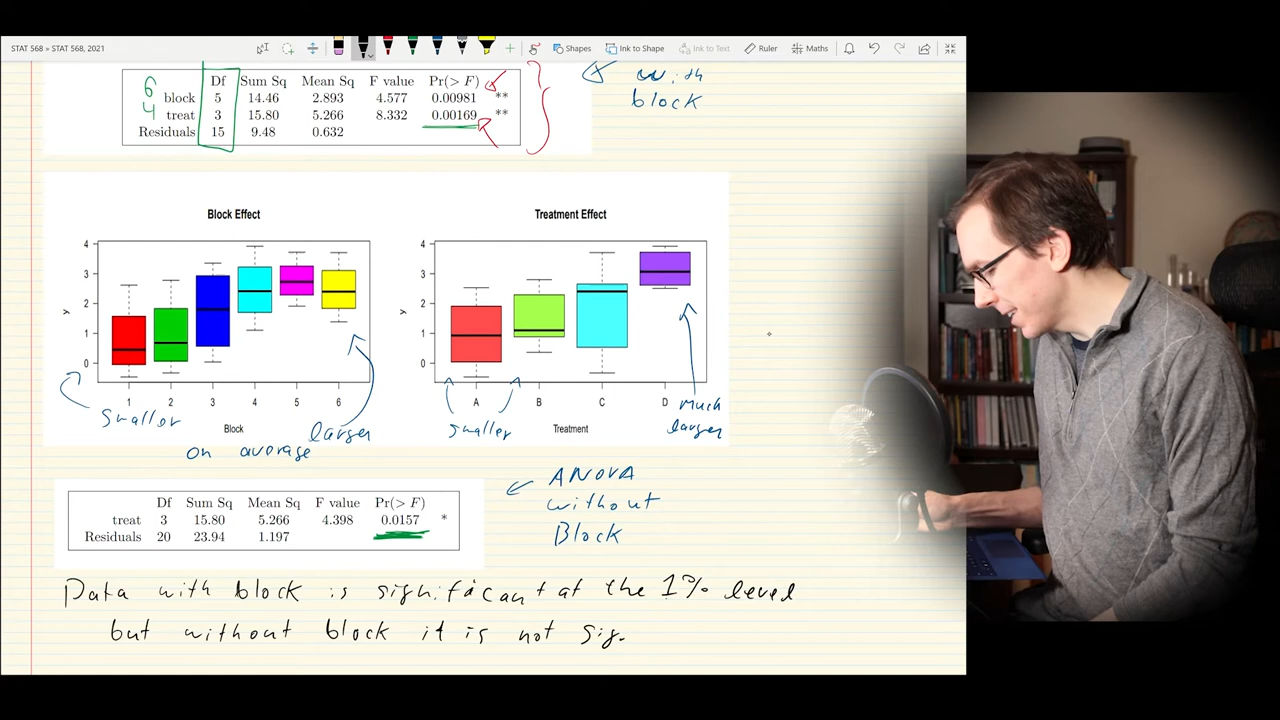 STAT 568 » STAT 568, 2021
Shapes
Ink to Shape
Ink to Text
Ruler
Maths
6
4
Df Sum Sq Mean Sq F value Pr(> F)
block 5 14.46 2.893 4.577 0.00981 **
treat 3 15.80 5.266 8.332 0.00169 **
Residuals 15 9.48 0.632
with
block
Block Effect
4
3
2
1
0
y
1 2 3 4 5 6
Block
smaller
on average
larger
Treatment Effect
4
3
2
1
0
y
A B C D
Treatment
smaller
much
larger
Df Sum Sq Mean Sq F value Pr(> F)
treat 3 15.80 5.266 4.398 0.0157 *
Residuals 20 23.94 1.197
ANOVA
without
Block
Data with block is significant at the 1% level
but without block it is not sig.